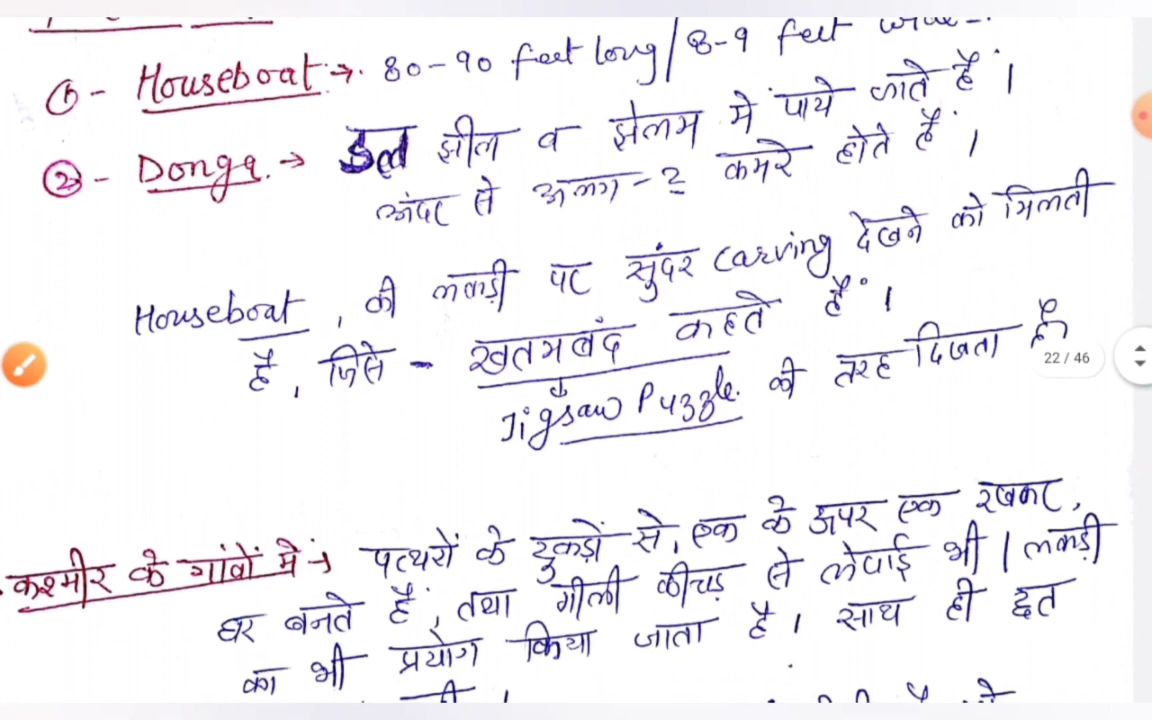 ① - Houseboat → 80-90 feet long / 8-9 feet
② - Donga → डल झील व झेलम में पाये जाते हैं।
अंदर से अलग-2 कमरे होते हैं।
Houseboat, की लकड़ी पर सुंदर carving देखने को मिलती
है, जिसे - खतमबंद कहते हैं।
Jigsaw Puzzle की तरह दिखता है
22 / 46
कश्मीर के गांवों में → पत्थरों के टुकड़ों से, एक के ऊपर एक रखकर,
घर बनते हैं, तथा गीली कीचड़ से लेपाई भी | लकड़ी
का भी प्रयोग किया जाता है। साथ ही छत